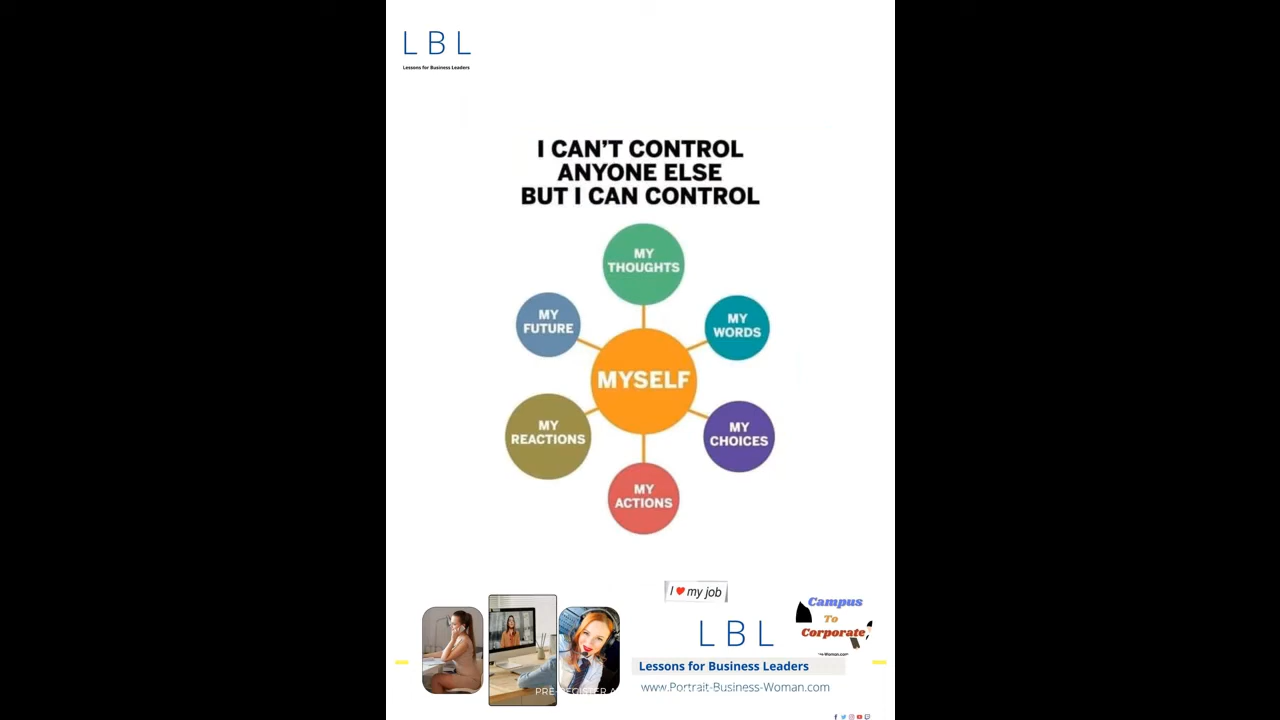 L B L
Lessons for Business Leaders
I CAN'T CONTROL
ANYONE ELSE
BUT I CAN CONTROL
MY
THOUGHTS
MY
FUTURE
MY
WORDS
MYSELF
MY
REACTIONS
MY
CHOICES
MY
ACTIONS
I ♥ my job
Campus
To
Corporate
L B L
Lessons for Business Leaders
www.Portrait-Business-Woman.com
PRE-REGISTER A